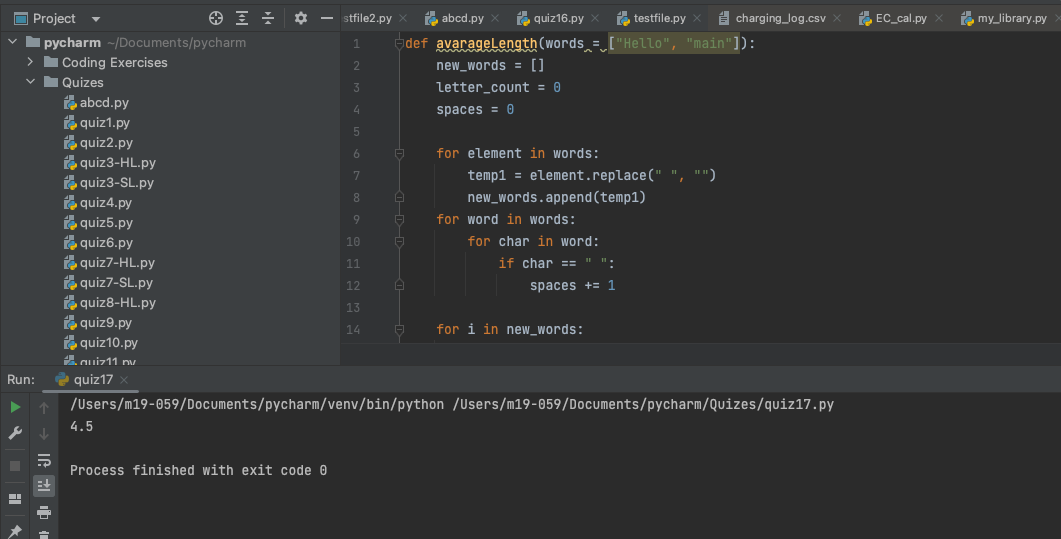 Project
stfile2.py
abcd.py
quiz16.py
testfile.py
charging_log.csv
EC_cal.py
my_library.py
pycharm ~/Documents/pycharm
Coding Exercises
Quizes
abcd.py
quiz1.py
quiz2.py
quiz3-HL.py
quiz3-SL.py
quiz4.py
quiz5.py
quiz6.py
quiz7-HL.py
quiz7-SL.py
quiz8-HL.py
quiz9.py
quiz10.py
quiz11.py
1 def avarageLength(words = ["Hello", "main"]):
2 new_words = []
3 letter_count = 0
4 spaces = 0
5
6 for element in words:
7 temp1 = element.replace(" ", "")
8 new_words.append(temp1)
9 for word in words:
10 for char in word:
11 if char == " ":
12 spaces += 1
13
14 for i in new_words:
Run: quiz17
/Users/m19-059/Documents/pycharm/venv/bin/python /Users/m19-059/Documents/pycharm/Quizes/quiz17.py
4.5
Process finished with exit code 0